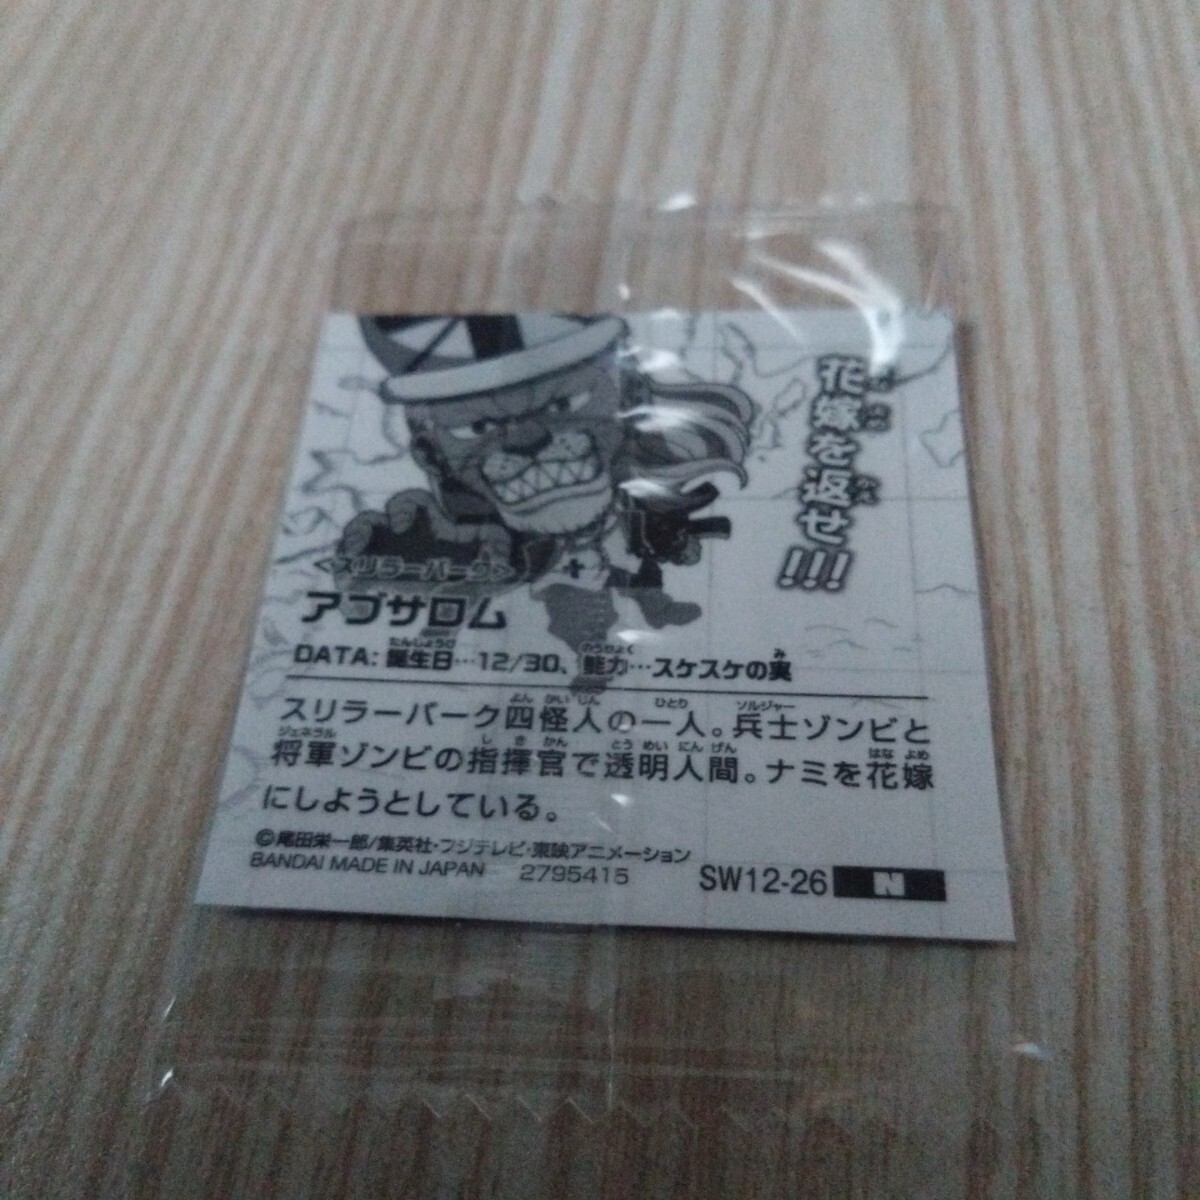 花嫁を返せ!!!
<スリラーバーク>
アブサロム
DATA: 誕生日…12/30、能力…スケスケの実
スリラーバーク四怪人の一人。兵士ゾンビと
将軍ゾンビの指揮官で透明人間。ナミを花嫁
にしようとしている。
©尾田栄一郎/集英社・フジテレビ・東映アニメーション
BANDAI MADE IN JAPAN 2795415
SW12-26 N